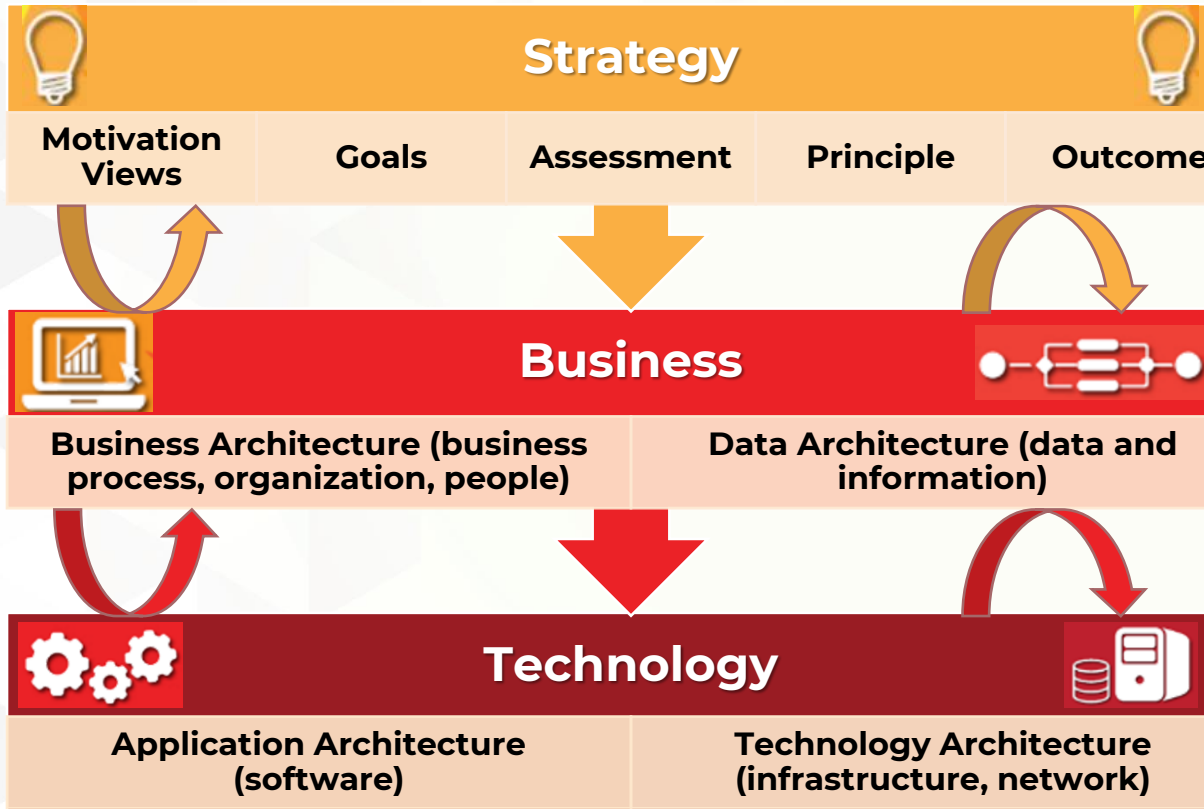 Strategy
Motivation
Views
Goals
Assessment
Principle
Outcome
Business
Business Architecture (business
process, organization, people)
Data Architecture (data and
information)
Technology
Application Architecture
(software)
Technology Architecture
(infrastructure, network)